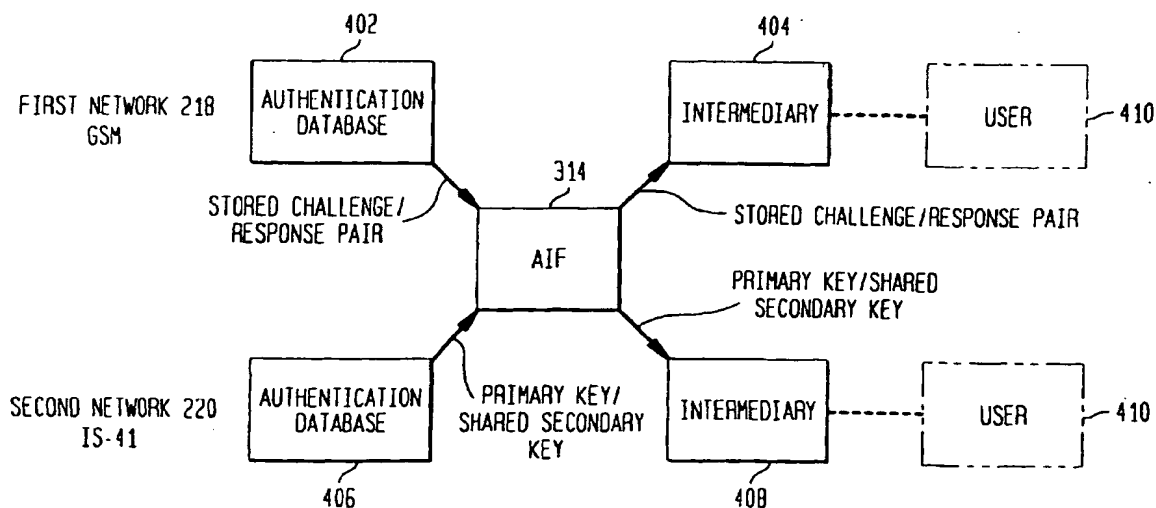 402
404
FIRST NETWORK 218
GSM
AUTHENTICATION
DATABASE
INTERMEDIARY
USER
410
STORED CHALLENGE/
RESPONSE PAIR
314
STORED CHALLENGE/RESPONSE PAIR
AIF
PRIMARY KEY/SHARED
SECONDARY KEY
SECOND NETWORK 220
IS-41
AUTHENTICATION
DATABASE
PRIMARY KEY/
SHARED SECONDARY
KEY
INTERMEDIARY
USER
410
406
408